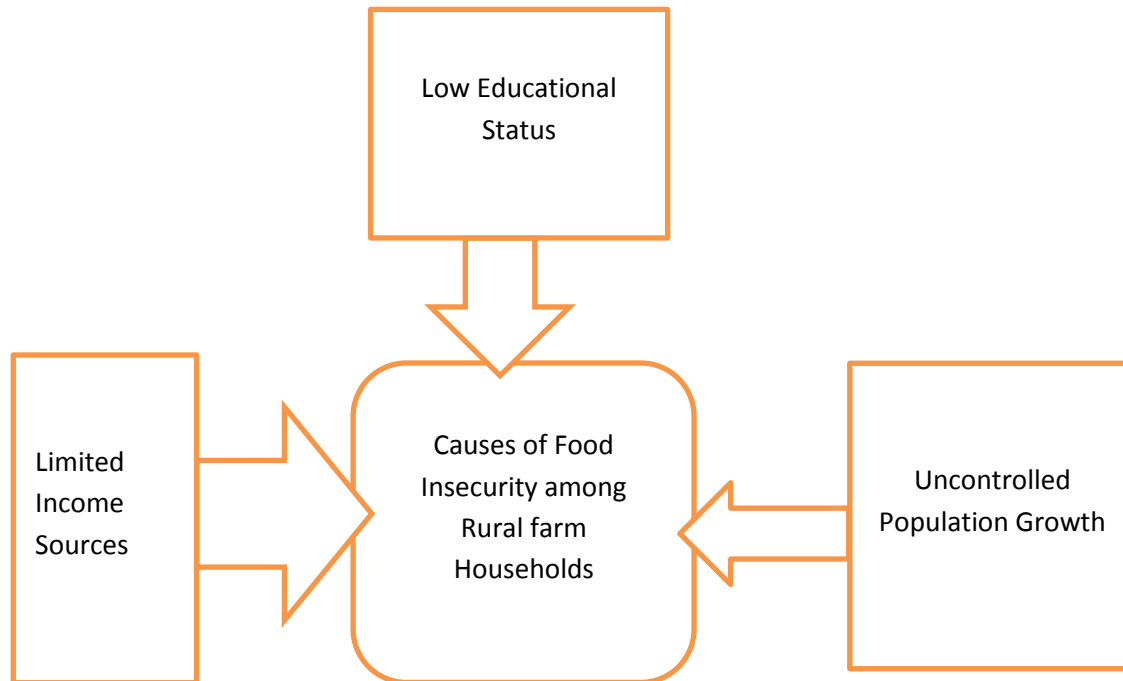 Low Educational
Status
Limited
Income
Sources
Causes of Food
Insecurity among
Rural farm
Households
Uncontrolled
Population Growth